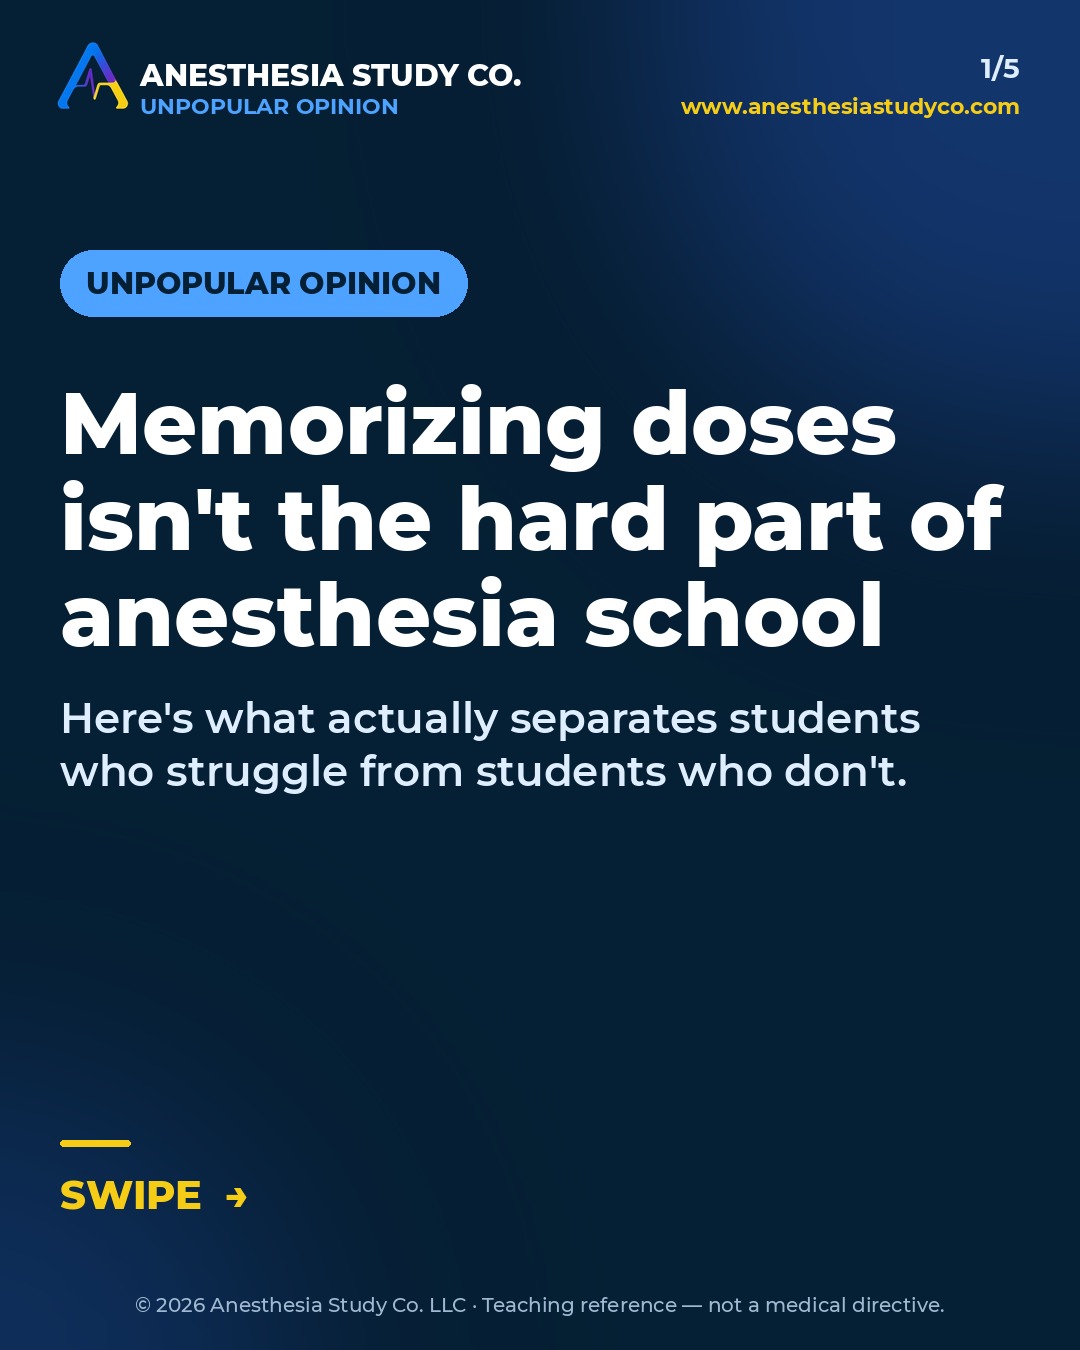 ANESTHESIA STUDY CO.
UNPOPULAR OPINION
1/5
www.anesthesiastudyco.com
UNPOPULAR OPINION
Memorizing doses
isn't the hard part of
anesthesia school
Here's what actually separates students
who struggle from students who don't.
SWIPE →
© 2026 Anesthesia Study Co. LLC · Teaching reference — not a medical directive.